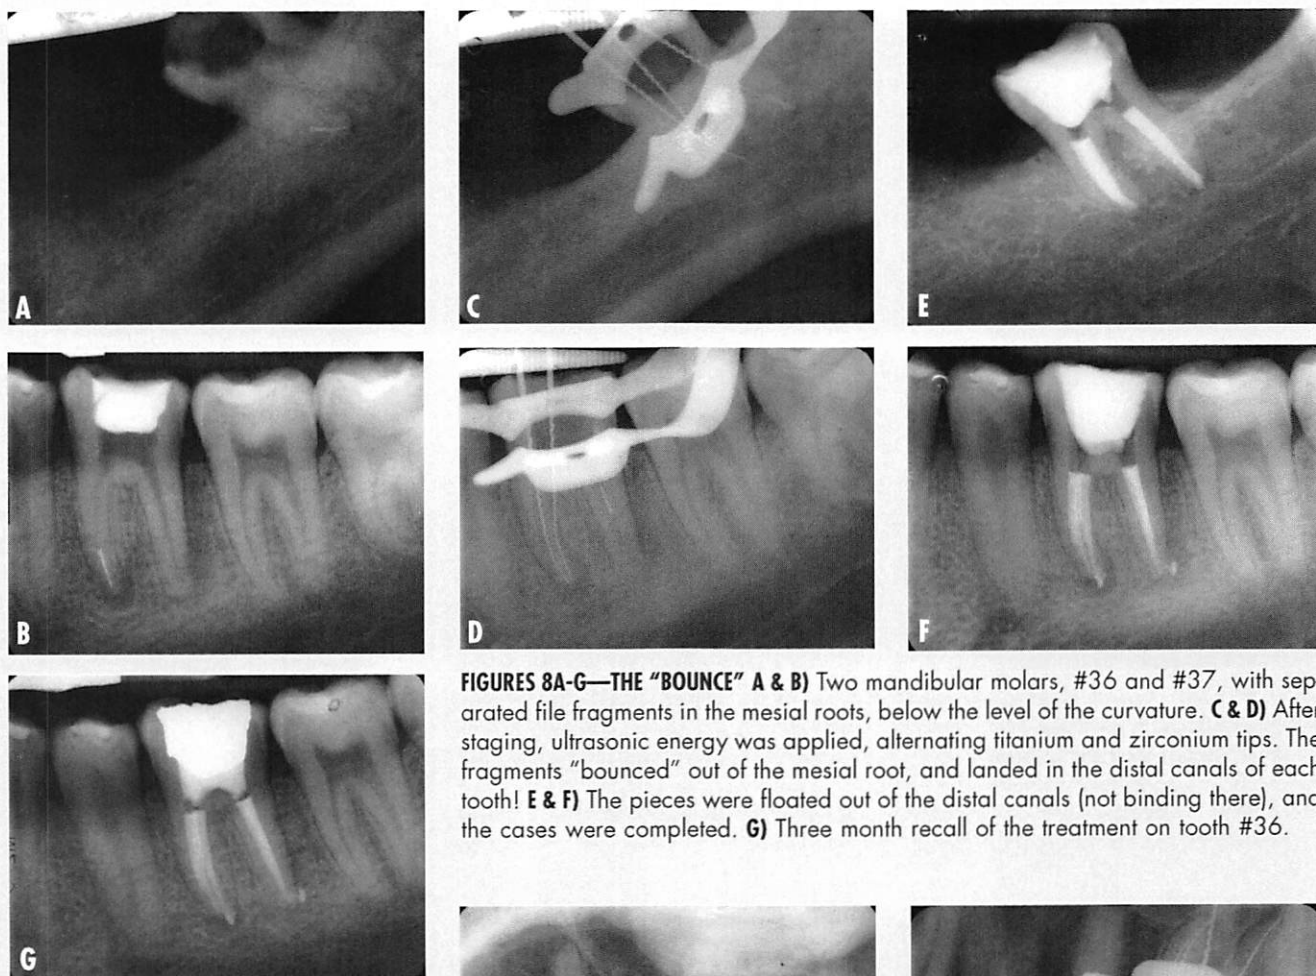 A
C
E
B
D
F
G
FIGURES 8A-G—THE "BOUNCE" A & B) Two mandibular molars, #36 and #37, with sep-
arated file fragments in the mesial roots, below the level of the curvature. C & D) After
staging, ultrasonic energy was applied, alternating titanium and zirconium tips. The
fragments "bounced" out of the mesial root, and landed in the distal canals of each
tooth! E & F) The pieces were floated out of the distal canals (not binding there), and
the cases were completed. G) Three month recall of the treatment on tooth #36.